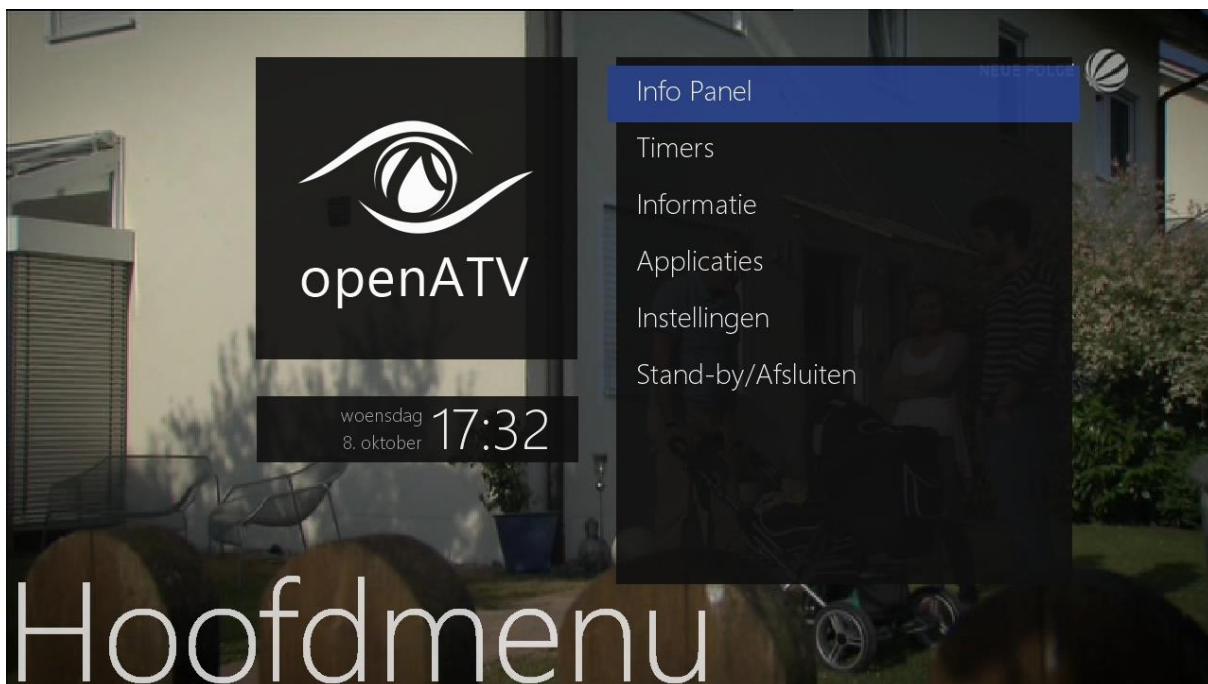 NEUE FOLGE
Info Panel
Timers
Informatie
Applicaties
Instellingen
Stand-by/Afsluiten
openATV
woensdag
8. oktober
17:32
Hoofdmenu